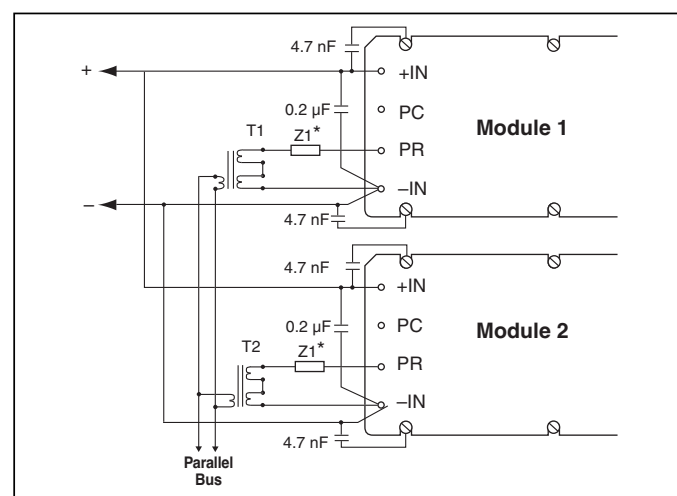 4.7 nF
+
+IN
0.2 µF
PC
T1
Z1*
Module 1
PR
–IN
–
4.7 nF
4.7 nF
+IN
0.2 µF
PC
T2
Z1*
Module 2
PR
–IN
4.7 nF
Parallel
Bus